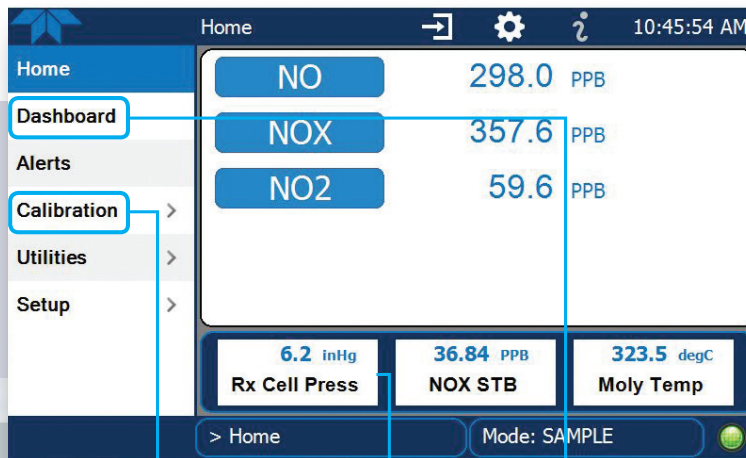 Home 10:45:54 AM
Home
Dashboard
Alerts
Calibration >
Utilities >
Setup >
NO 298.0 PPB
NOX 357.6 PPB
NO2 59.6 PPB
6.2 inHg
Rx Cell Press
36.84 PPB
NOX STB
323.5 degC
Moly Temp
> Home
Mode: SAMPLE